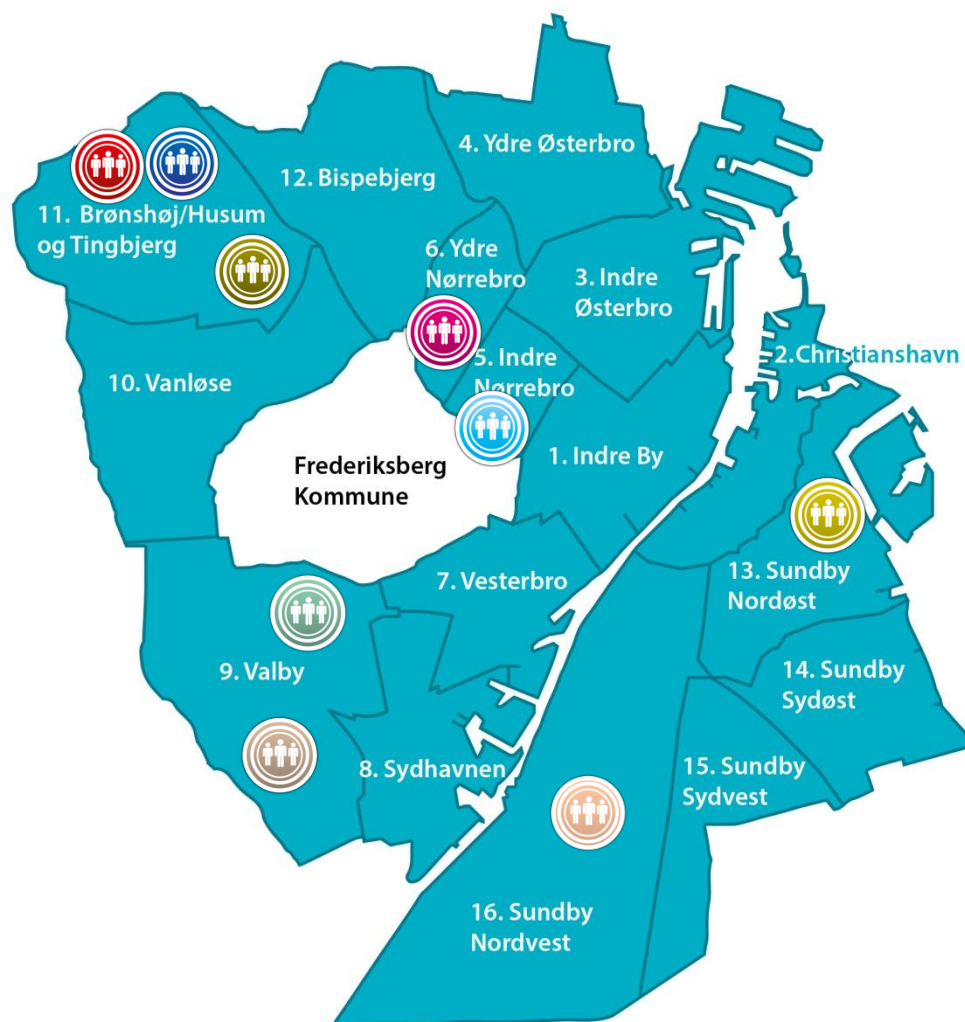 4. Ydre Østerbro
12. Bispebjerg
11. Brønshøj/Husum
og Tingbjerg
6. Ydre
Nørrebro
3. Indre
Østerbro
5. Indre
Nørrebro
2.Christianshavn
10. Vanløse
1. Indre By
Frederiksberg
Kommune
7. Vesterbro
13. Sundby
Nordøst
9. Valby
14. Sundby
Sydøst
8. Sydhavnen
15. Sundby
Sydvest
16. Sundby
Nordvest